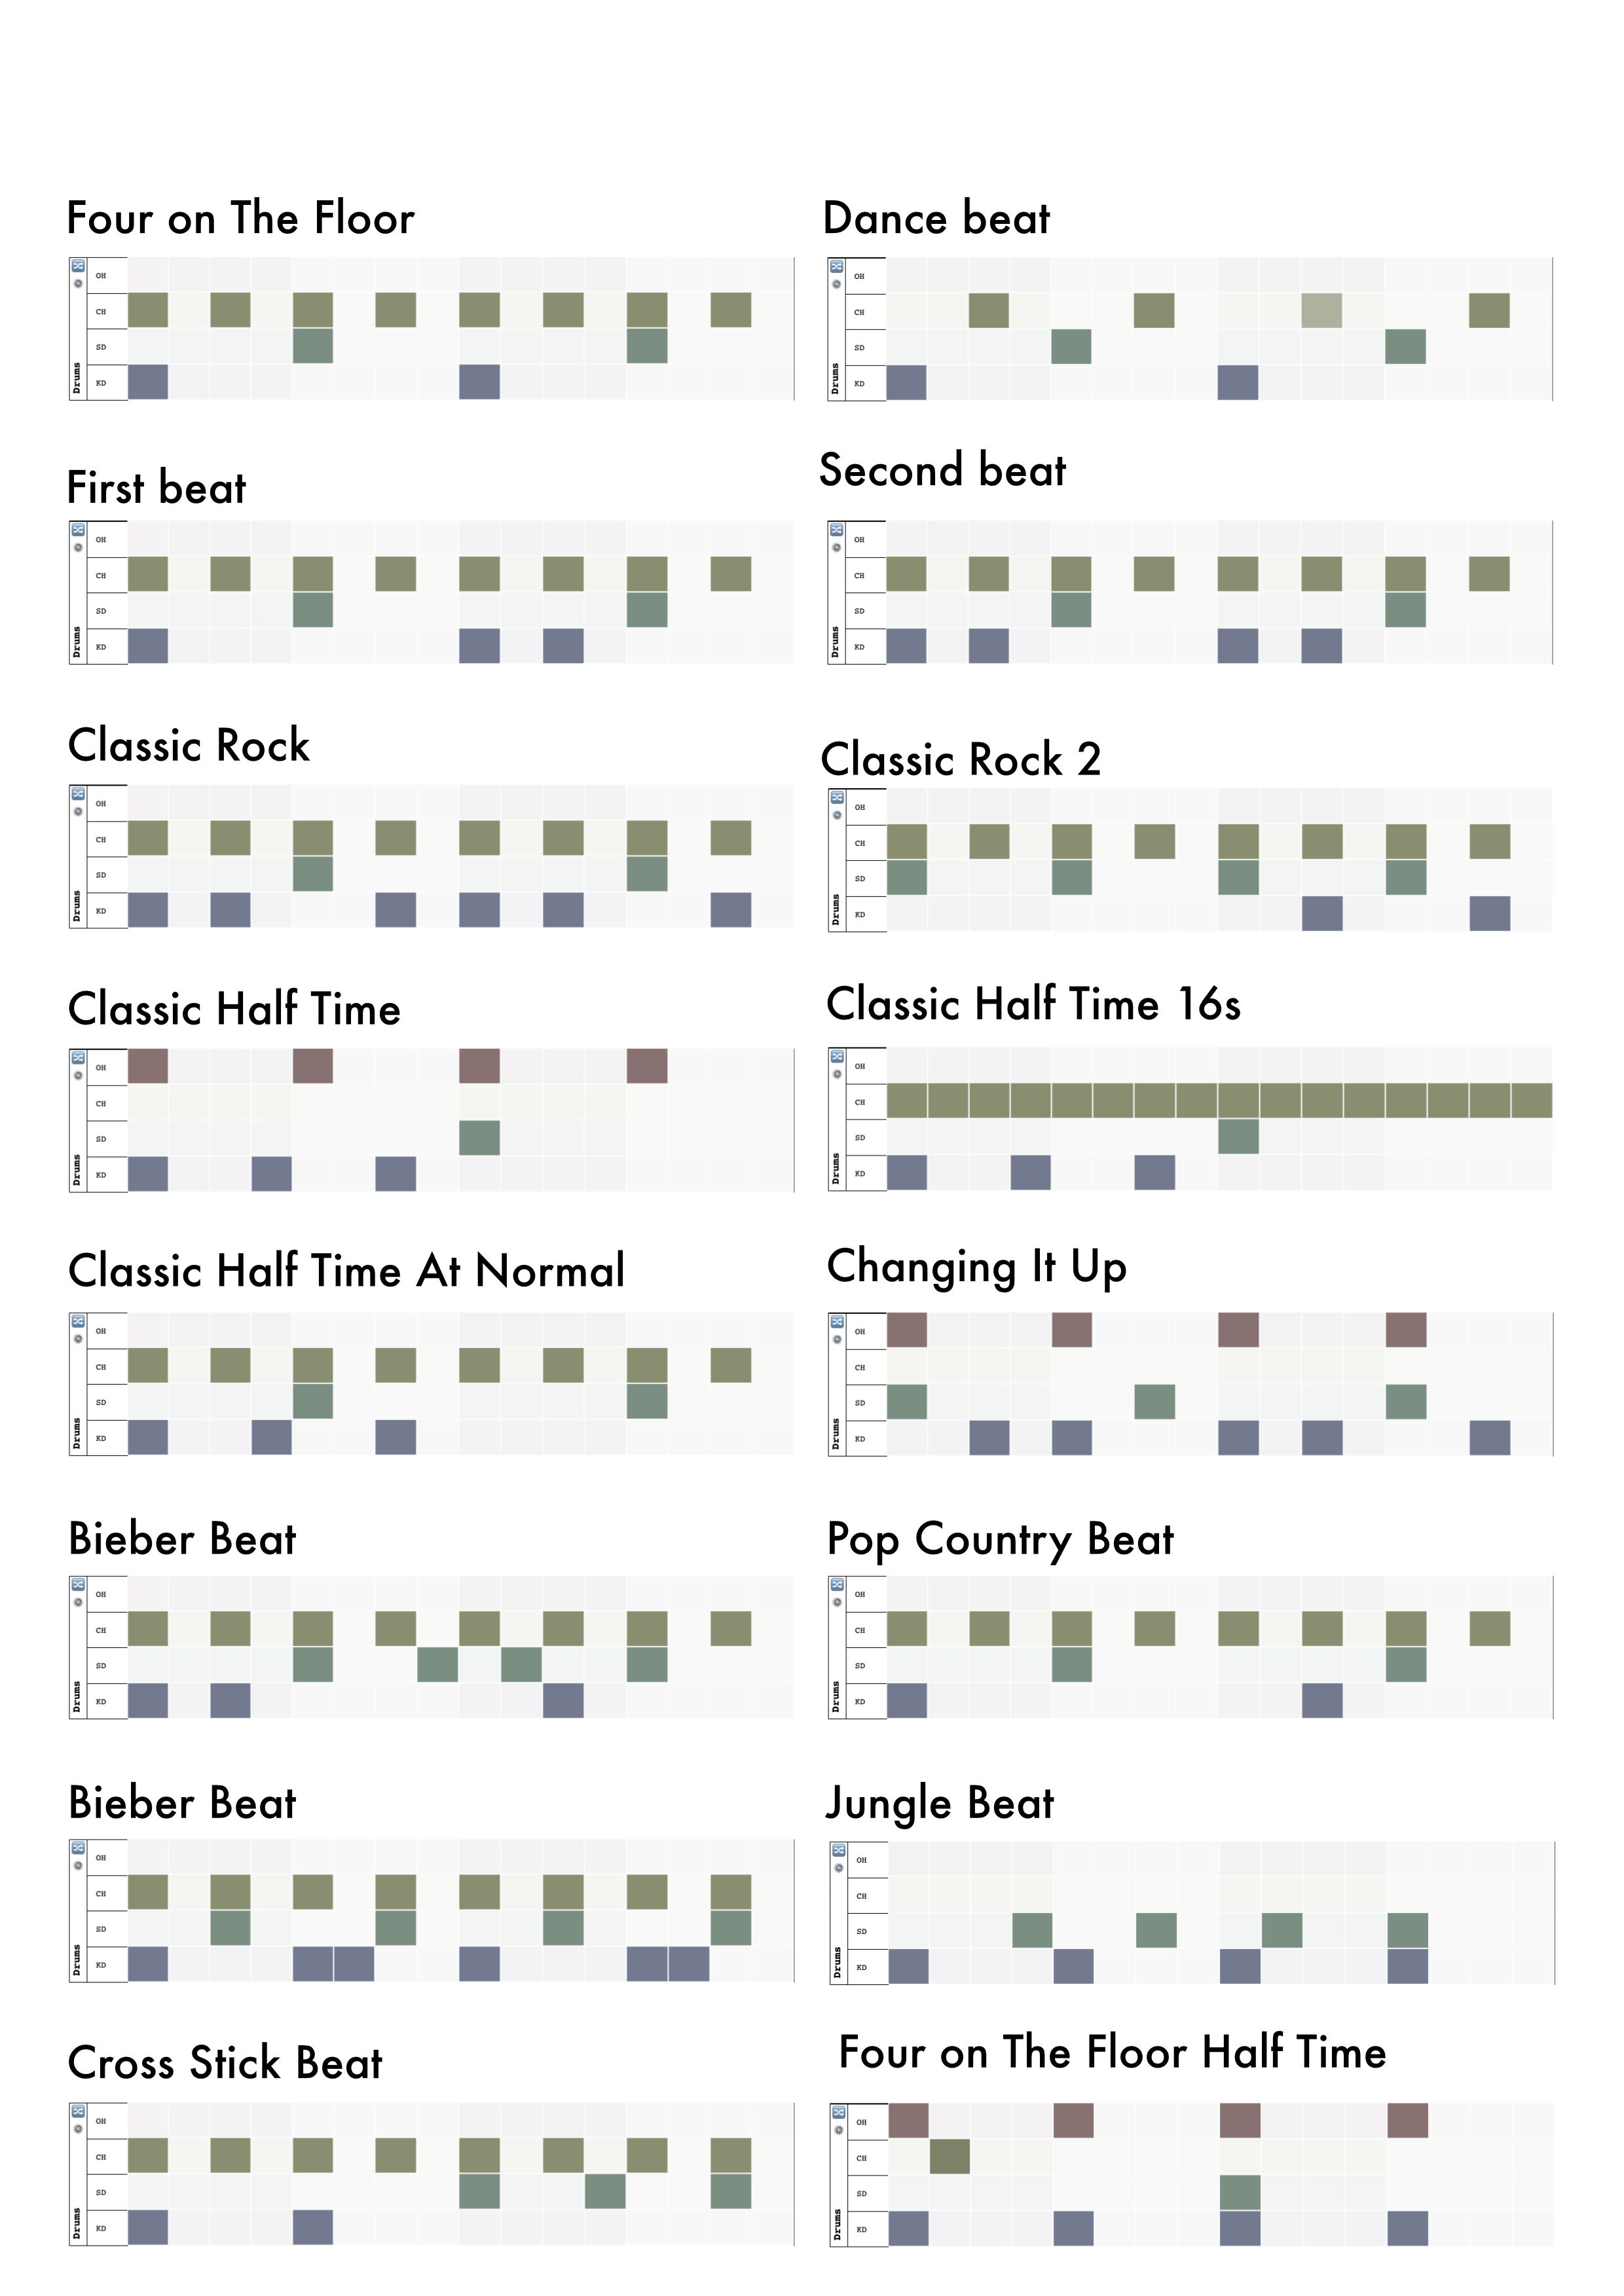 Four on The Floor
OH
CH
SD
KD
Drums
Dance beat
OH
CH
SD
KD
Drums
First beat
OH
CH
SD
KD
Drums
Second beat
OH
CH
SD
KD
Drums
Classic Rock
OH
CH
SD
KD
Drums
Classic Rock 2
OH
CH
SD
KD
Drums
Classic Half Time
OH
CH
SD
KD
Drums
Classic Half Time 16s
OH
CH
SD
KD
Drums
Classic Half Time At Normal
OH
CH
SD
KD
Drums
Changing It Up
OH
CH
SD
KD
Drums
Bieber Beat
OH
CH
SD
KD
Drums
Pop Country Beat
OH
CH
SD
KD
Drums
Bieber Beat
OH
CH
SD
KD
Drums
Jungle Beat
OH
CH
SD
KD
Drums
Cross Stick Beat
OH
CH
SD
KD
Drums
Four on The Floor Half Time
OH
CH
SD
KD
Drums